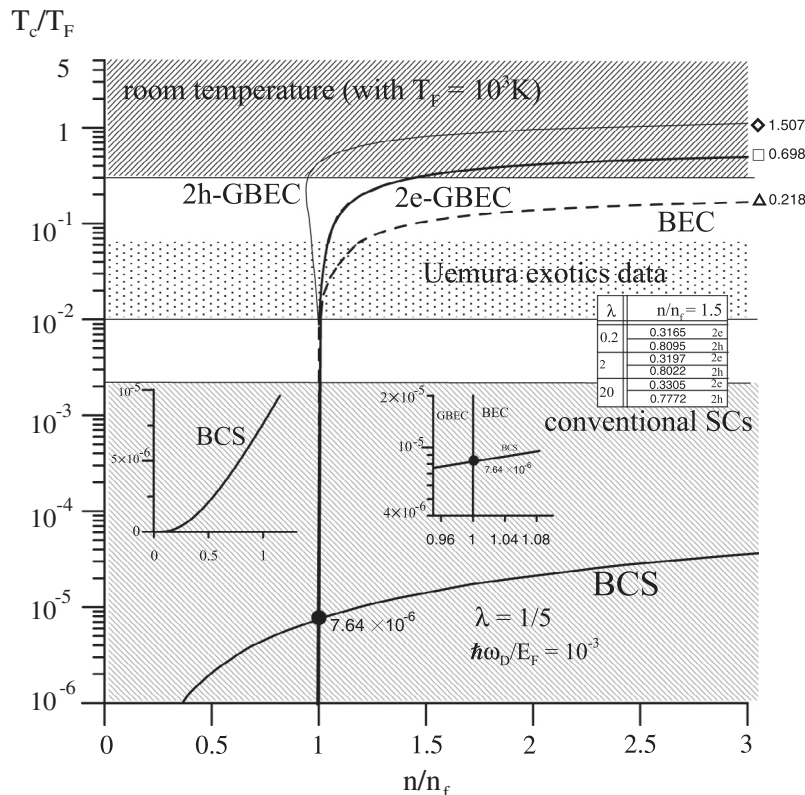 T_c/T_F
5
room temperature (with T_F = 10³K)
1
1.507
0.698
2h-GBEC
2e-GBEC
0.218
BEC
10⁻¹
Uemura exotics data
10⁻²
λ n/n_f = 1.5
0.2 0.3165 2e
0.8095 2h
2 0.3197 2e
0.8022 2h
20 0.3305 2e
0.7772 2h
10⁻³
conventional SCs
10⁻⁵
BCS
5×10⁻⁶
0
0 0.5 1
2×10⁻⁵
GBEC BEC
10⁻⁵
BCS
7.64 ×10⁻⁶
4×10⁻⁶
0.96 1 1.04 1.08
10⁻⁴
BCS
10⁻⁵
7.64 ×10⁻⁶
λ = 1/5
ħω_D/E_F = 10⁻³
10⁻⁶
0 0.5 1 1.5 2 2.5 3
n/n_f